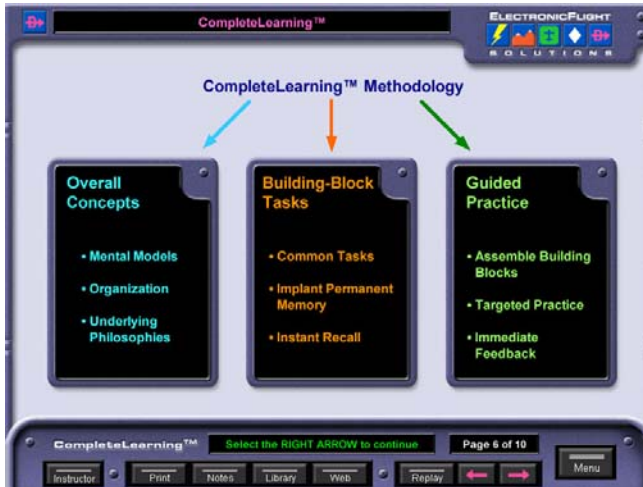 CompleteLearning™
ELECTRONICFLIGHT
SOLUTIONS
CompleteLearning™ Methodology
Overall
Concepts
• Mental Models
• Organization
• Underlying
Philosophies
Building-Block
Tasks
• Common Tasks
• Implant Permanent
Memory
• Instant Recall
Guided
Practice
• Assemble Building
Blocks
• Targeted Practice
• Immediate
Feedback
CompleteLearning™
Select the RIGHT ARROW to continue
Page 6 of 10
Instructor
Print
Notes
Library
Web
Replay
Menu